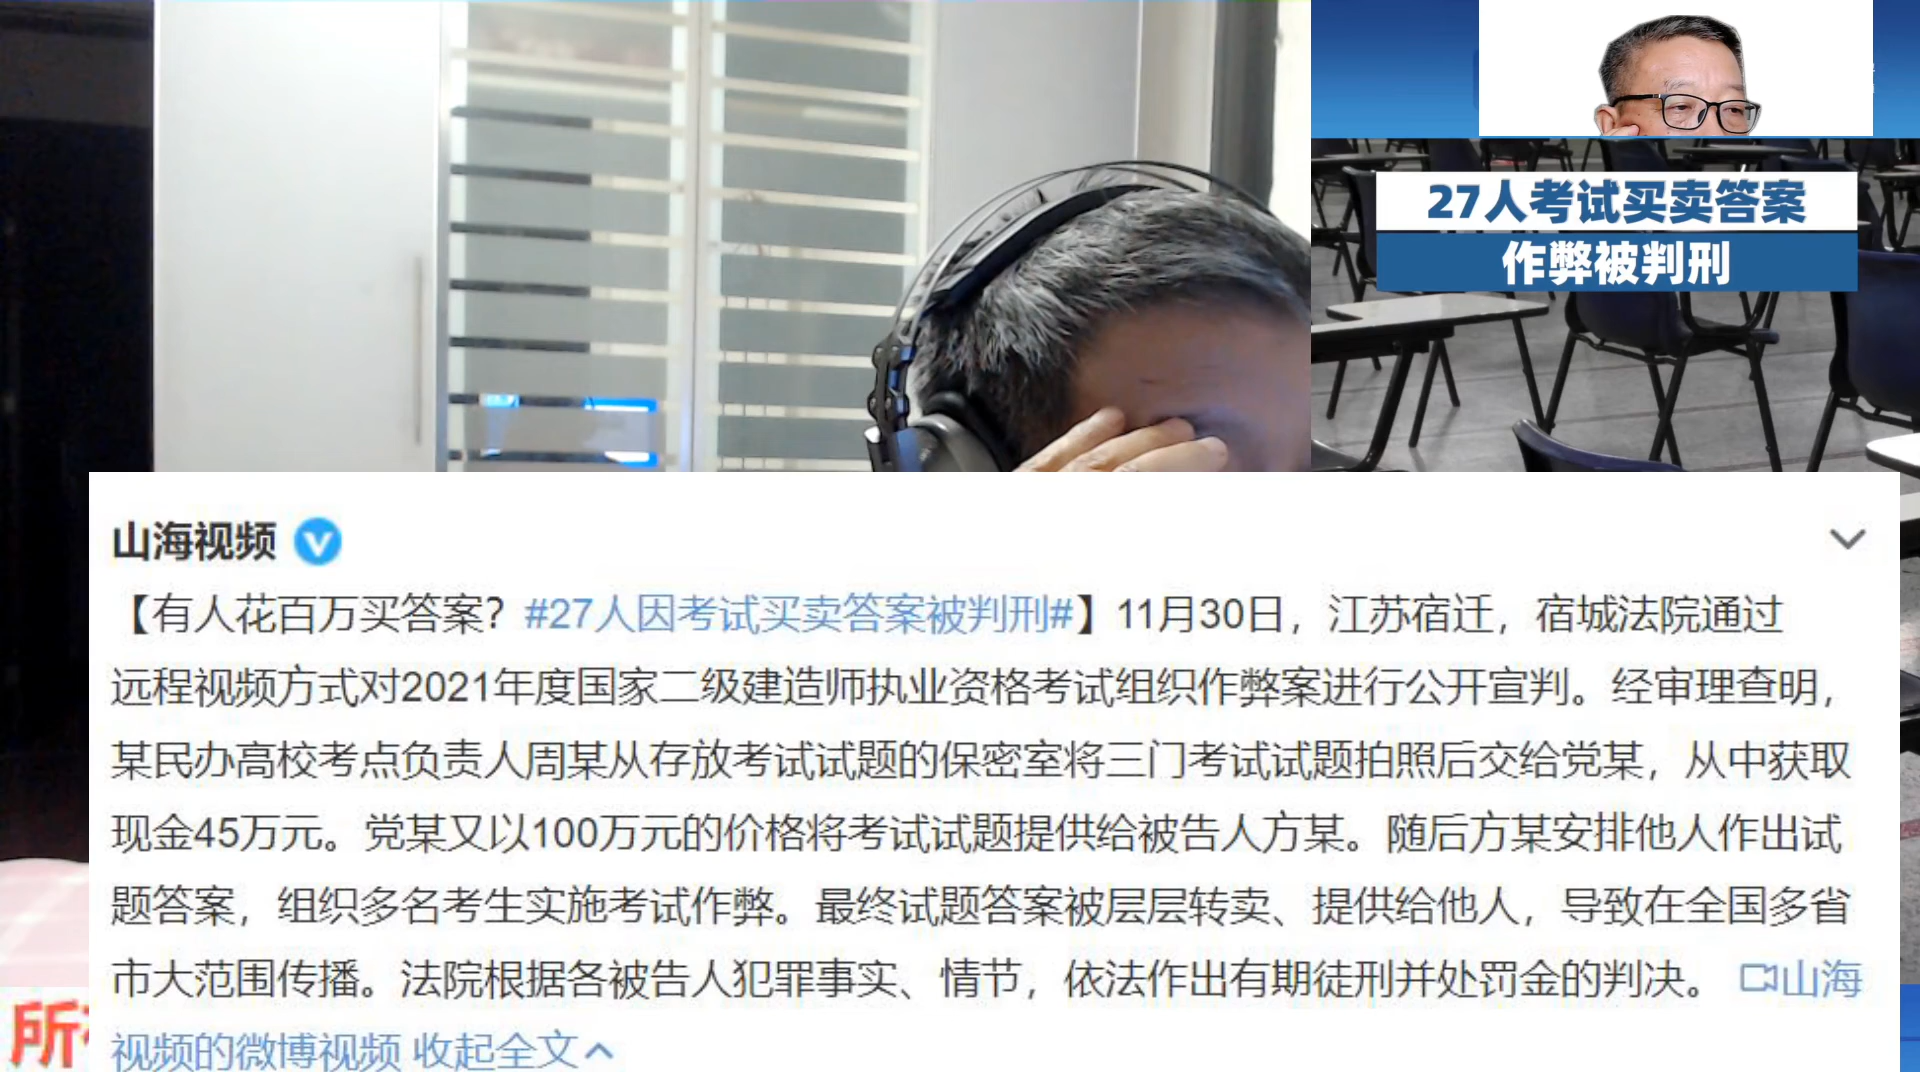 27人考试买卖答案
作弊被判刑
山海视频
【有人花百万买答案？#27人因考试买卖答案被判刑#】11月30日，江苏宿迁，宿城法院通过
远程视频方式对2021年度国家二级建造师执业资格考试组织作弊案进行公开宣判。经审理查明，
某民办高校考点负责人周某从存放考试试题的保密室将三门考试试题拍照后交给党某，从中获取
现金45万元。党某又以100万元的价格将考试试题提供给被告人方某。随后方某安排他人作出试
题答案，组织多名考生实施考试作弊。最终试题答案被层层转卖、提供给他人，导致在全国多省
市大范围传播。法院根据各被告人犯罪事实、情节，依法作出有期徒刑并处罚金的判决。 山海
视频的微博视频 收起全文
所